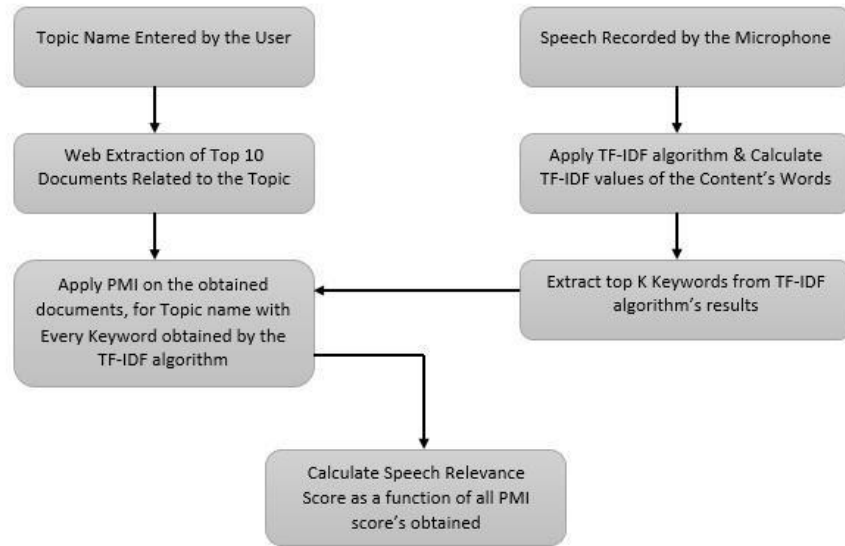 Topic Name Entered by the User
Speech Recorded by the Microphone
Web Extraction of Top 10
Documents Related to the Topic
Apply TF-IDF algorithm & Calculate
TF-IDF values of the Content's Words
Apply PMI on the obtained
documents, for Topic name with
Every Keyword obtained by the
TF-IDF algorithm
Extract top K Keywords from TF-IDF
algorithm's results
Calculate Speech Relevance
Score as a function of all PMI
score's obtained